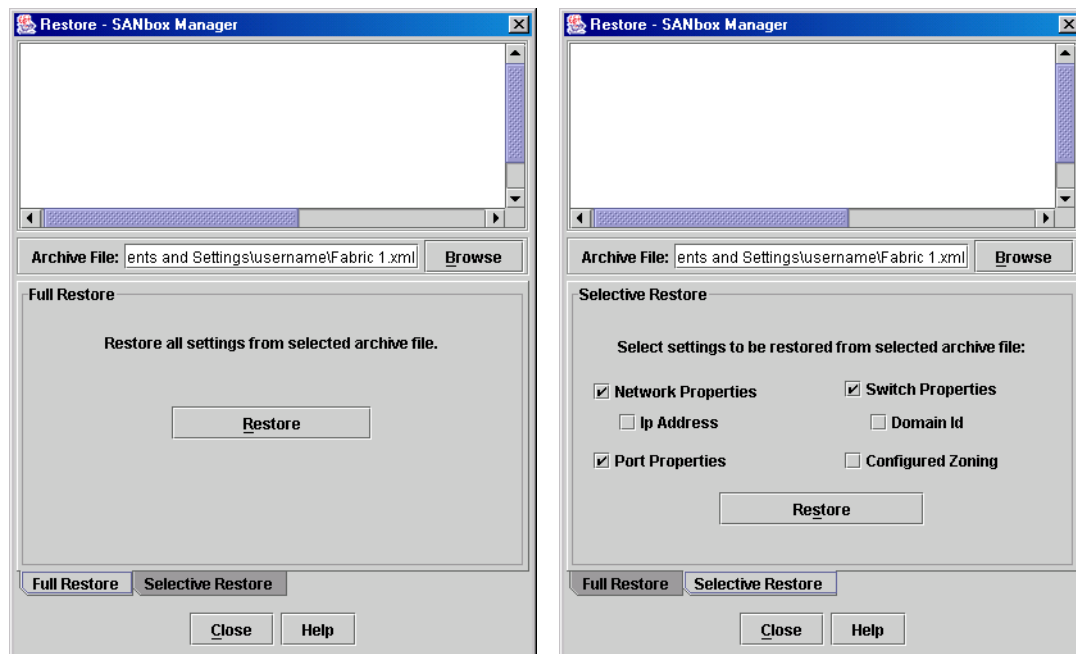 Restore - SANbox Manager
Archive File: ents and Settings\username\Fabric 1.xml Browse
Full Restore
Restore all settings from selected archive file.
Restore
Full Restore Selective Restore
Close Help
Restore - SANbox Manager
Archive File: ents and Settings\username\Fabric 1.xml Browse
Selective Restore
Select settings to be restored from selected archive file:
Network Properties Switch Properties
Ip Address Domain Id
Port Properties Configured Zoning
Restore
Full Restore Selective Restore
Close Help